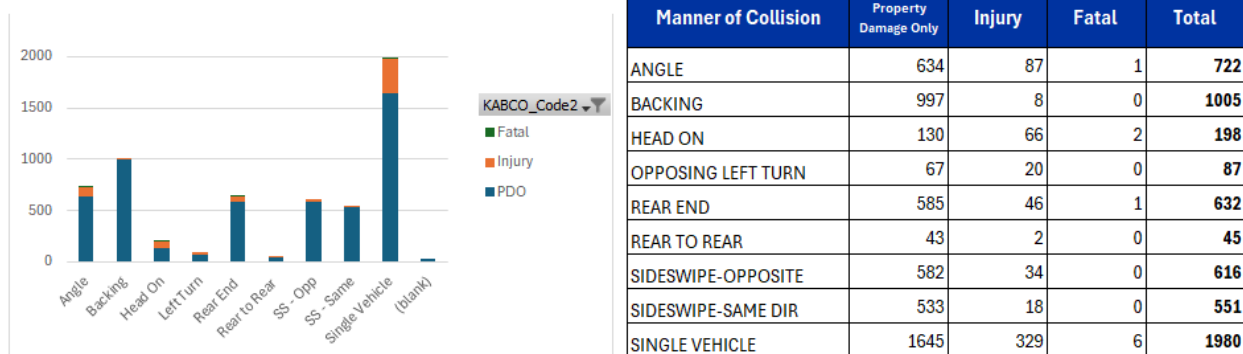 2000
1500
1000
500
0
Angle
Backing
Head On
Left Turn
Rear End
Rear to Rear
SS - Opp
SS - Same
Single Vehicle
(blank)
KABCO_Code2
Fatal
Injury
PDO
Manner of Collision Property Damage Only Injury Fatal Total
ANGLE 634 87 1 722
BACKING 997 8 0 1005
HEAD ON 130 66 2 198
OPPOSING LEFT TURN 67 20 0 87
REAR END 585 46 1 632
REAR TO REAR 43 2 0 45
SIDESWIPE-OPPOSITE 582 34 0 616
SIDESWIPE-SAME DIR 533 18 0 551
SINGLE VEHICLE 1645 329 6 1980